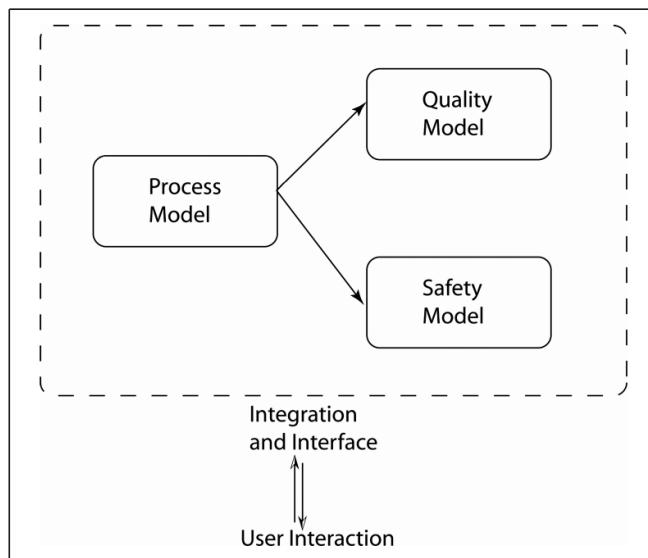 Quality
Model
Process
Model
Safety
Model
Integration
and Interface
User Interaction